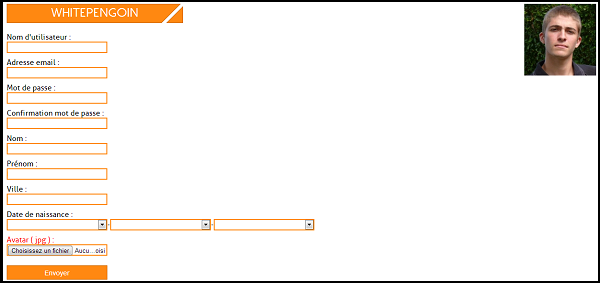 WHITEPENGOIN
Nom d'utilisateur :
Adresse email :
Mot de passe :
Confirmation mot de passe :
Nom :
Prénom :
Ville :
Date de naissance :
- -
Avatar ( jpg ) :
Choisissez un fichier Aucu...oisi
Envoyer